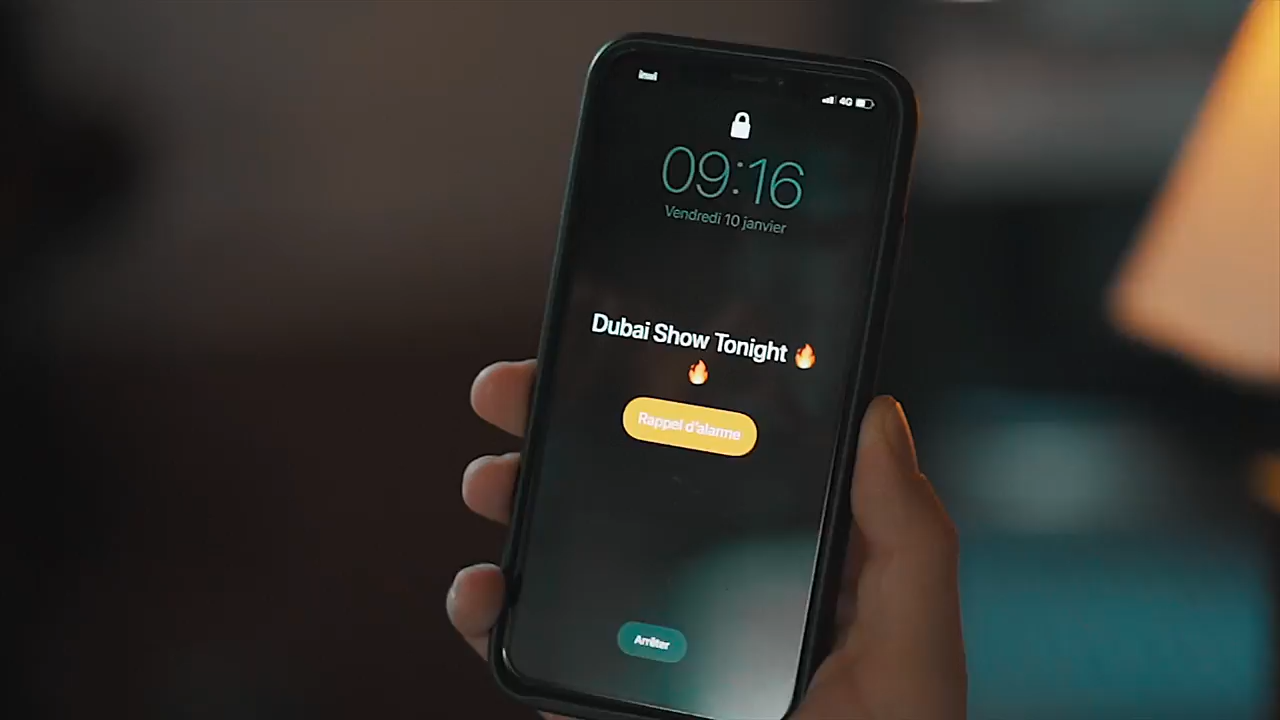 4G
09:16
Vendredi 10 janvier
Dubai Show Tonight 🔥
🔥
Rappel d'alarme
Arrêter